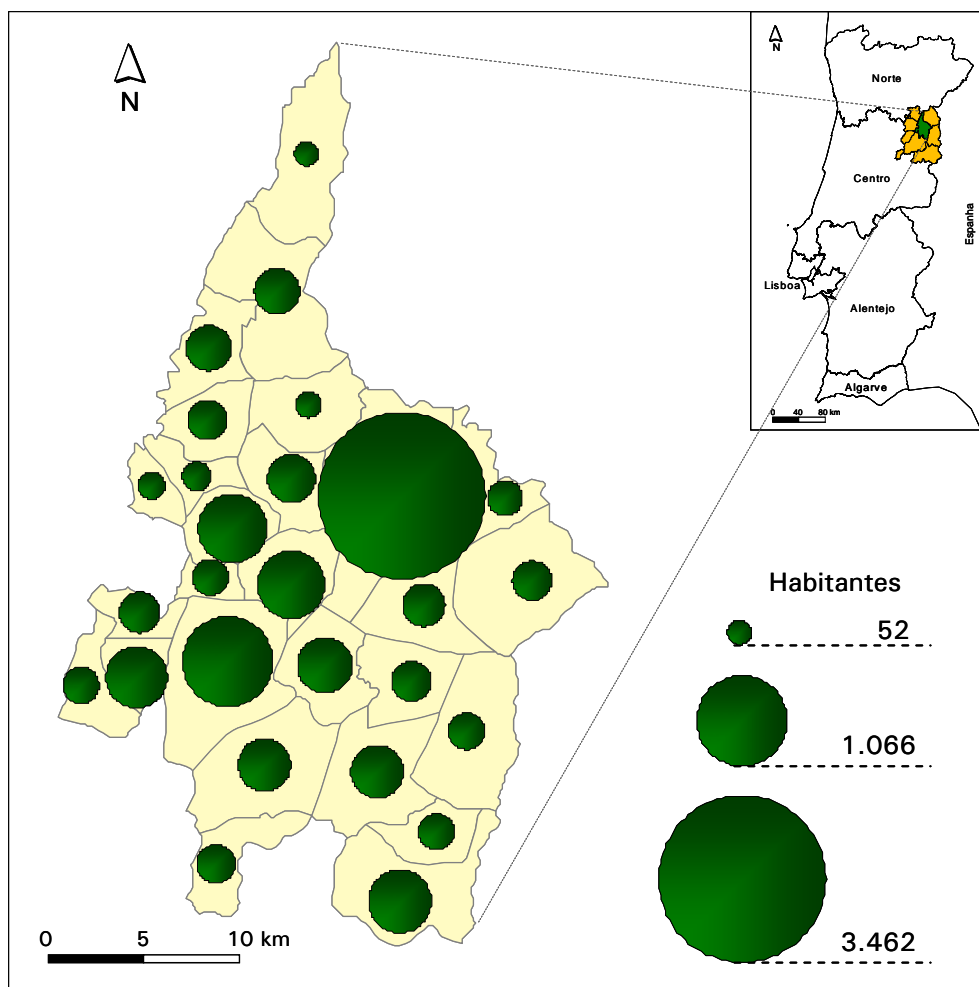 N
N
Norte
Centro
Espanha
Lisboa
Alentejo
Algarve
0 40 80 km
Habitantes
52
1.066
3.462
0 5 10 km